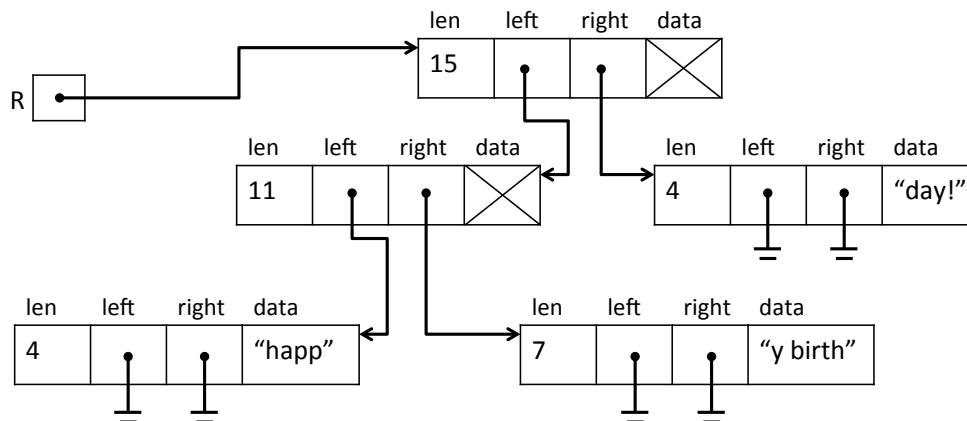 len left right data
15
R
len left right data
11
len left right data
4 “day!”
len left right data
4 “happ”
len left right data
7 “y birth”